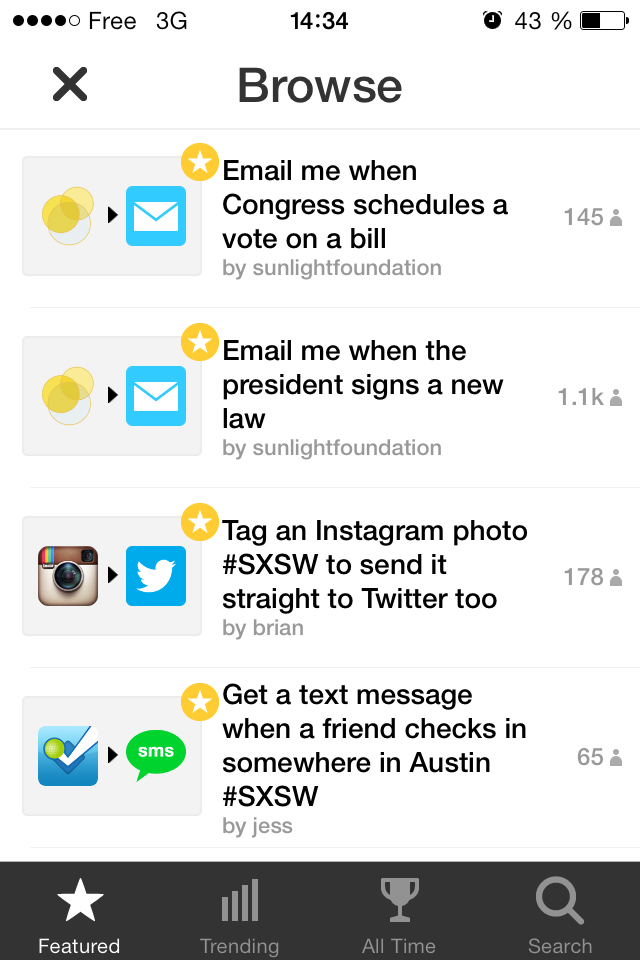 Free 3G 14:34 43 %
Browse
Email me when
Congress schedules a
vote on a bill
by sunlightfoundation
145
Email me when the
president signs a new
law
by sunlightfoundation
1.1k
Tag an Instagram photo
#SXSW to send it
straight to Twitter too
by brian
178
sms
Get a text message
when a friend checks in
somewhere in Austin
#SXSW
by jess
65
Featured Trending All Time Search